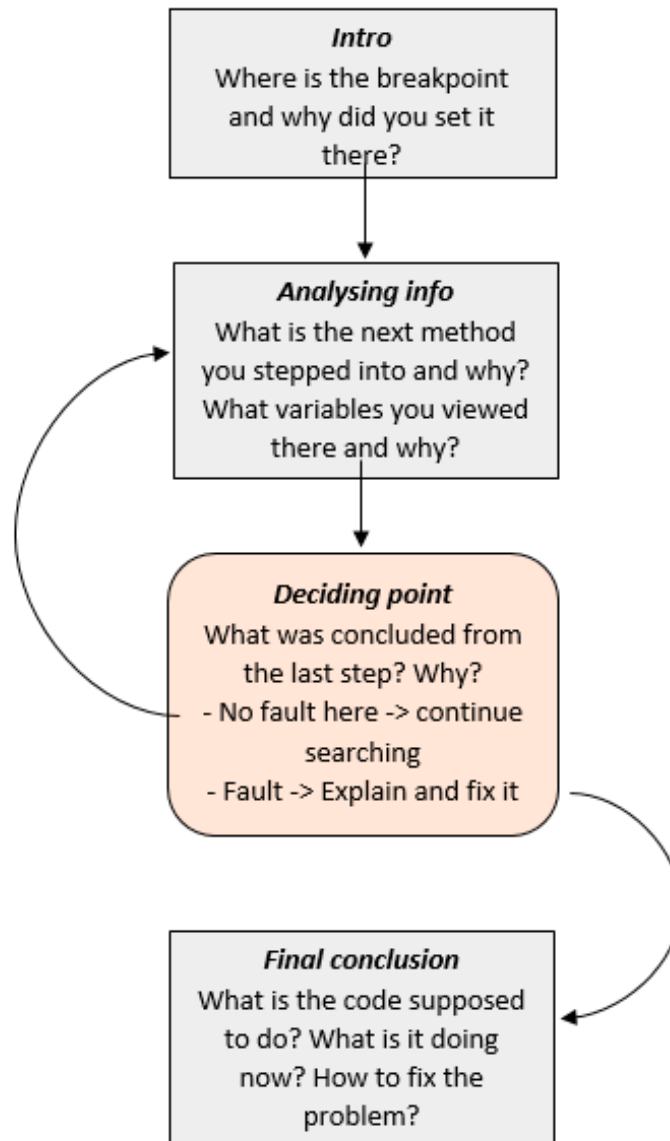 Intro
Where is the breakpoint
and why did you set it
there?
Analysing info
What is the next method
you stepped into and why?
What variables you viewed
there and why?
Deciding point
What was concluded from
the last step? Why?
- No fault here -> continue
searching
- Fault -> Explain and fix it
Final conclusion
What is the code supposed
to do? What is it doing
now? How to fix the
problem?